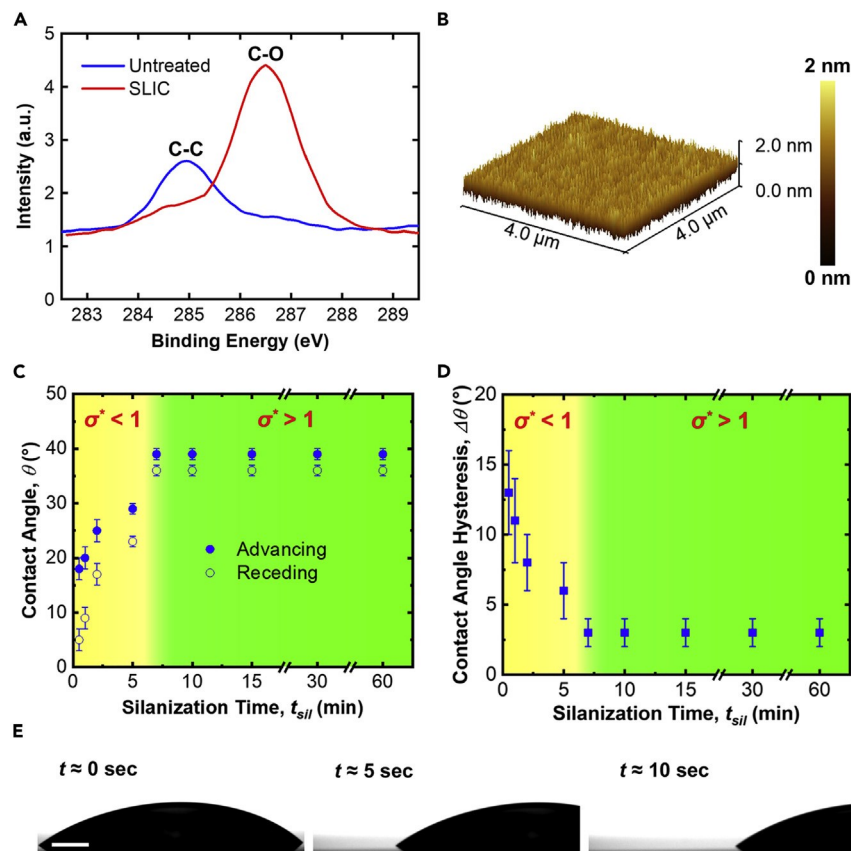 A
5
4
3
2
1
0
Intensity (a.u.)
Untreated
SLIC
C-O
C-C
283 284 285 286 287 288 289
Binding Energy (eV)
B
2 nm
2.0 nm
0.0 nm
4.0 µm
4.0 µm
0 nm
C
50
40
30
20
10
0
Contact Angle, θ (°)
σ* < 1
σ* > 1
Advancing
Receding
0 5 10 15 30 60
Silanization Time, tsil (min)
D
20
15
10
5
0
Contact Angle Hysteresis, Δθ (°)
σ* < 1
σ* > 1
0 5 10 15 30 60
Silanization Time, tsil (min)
E
t ≈ 0 sec
t ≈ 5 sec
t ≈ 10 sec